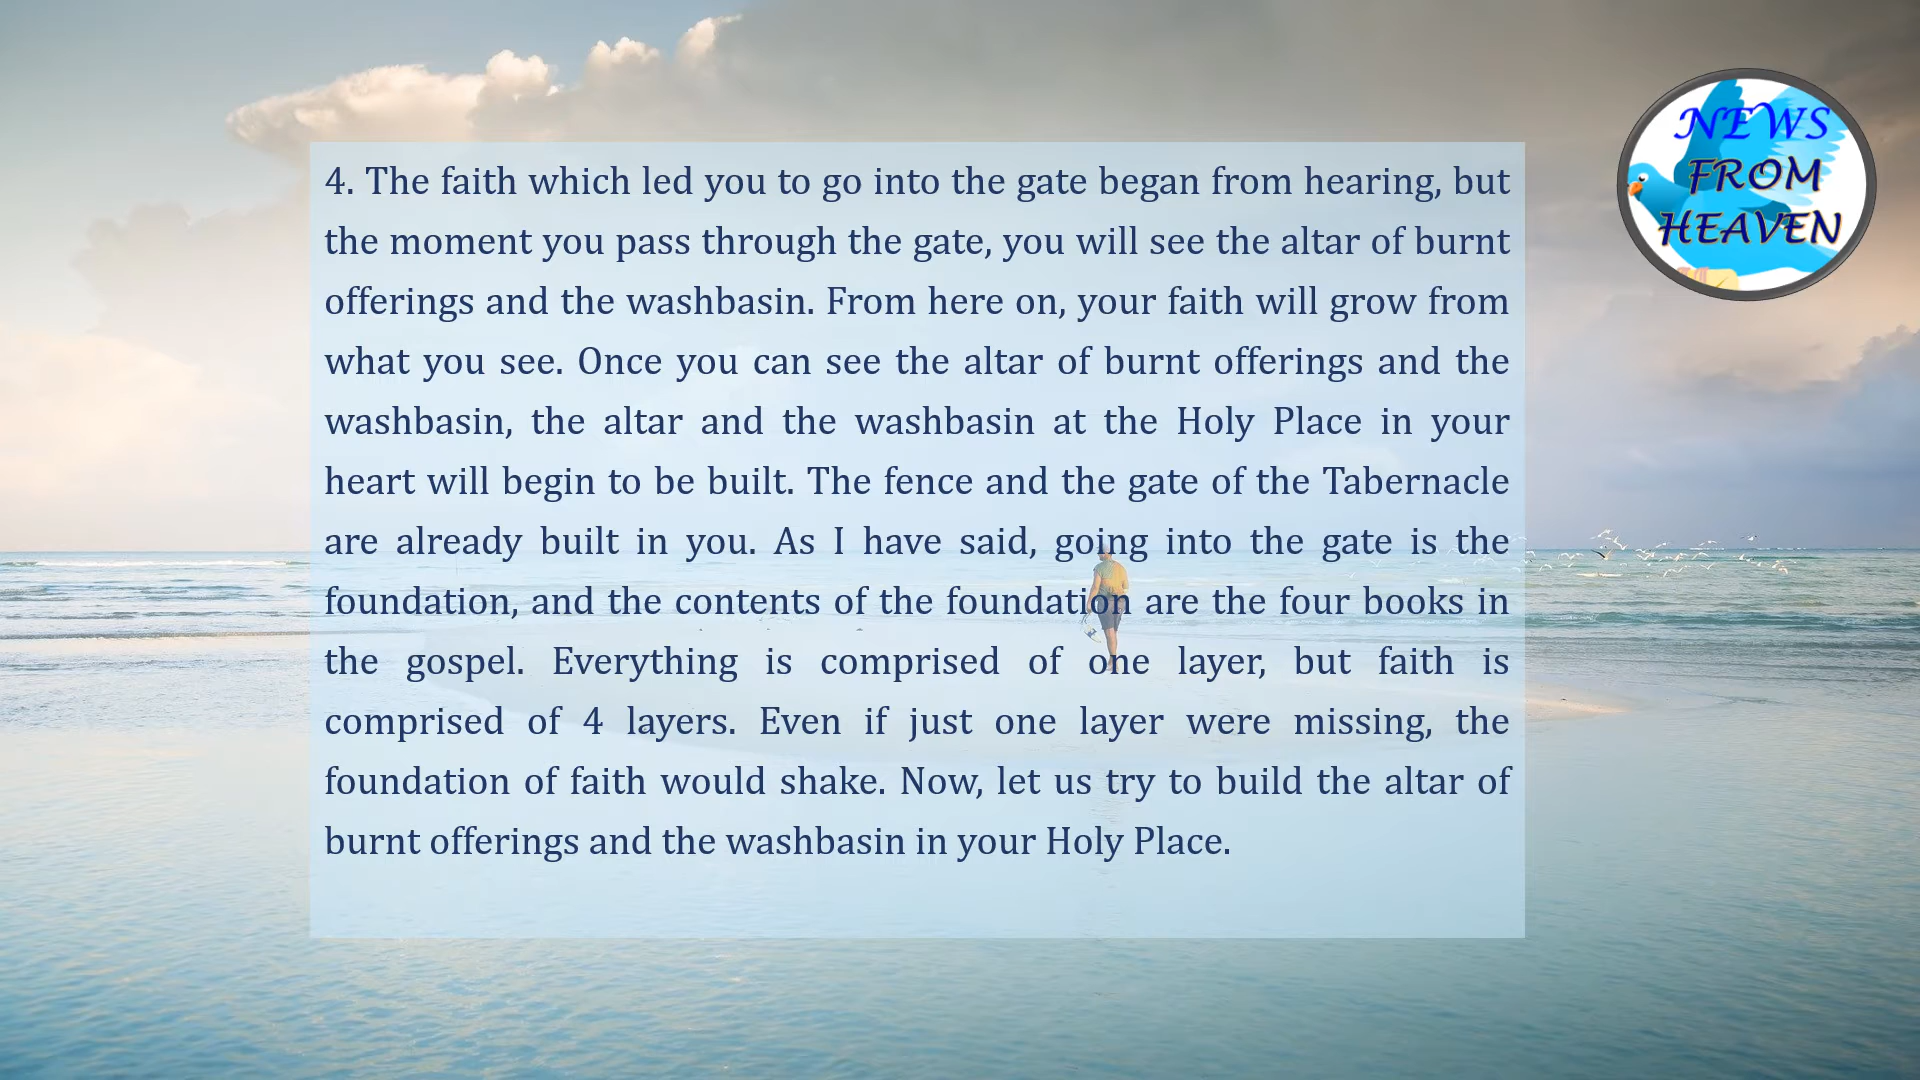 4. The faith which led you to go into the gate began from hearing, but
the moment you pass through the gate, you will see the altar of burnt
offerings and the washbasin. From here on, your faith will grow from
what you see. Once you can see the altar of burnt offerings and the
washbasin, the altar and the washbasin at the Holy Place in your
heart will begin to be built. The fence and the gate of the Tabernacle
are already built in you. As I have said, going into the gate is the
foundation, and the contents of the foundation are the four books in
the gospel. Everything is comprised of one layer, but faith is
comprised of 4 layers. Even if just one layer were missing, the
foundation of faith would shake. Now, let us try to build the altar of
burnt offerings and the washbasin in your Holy Place.
NEWS
FROM
HEAVEN